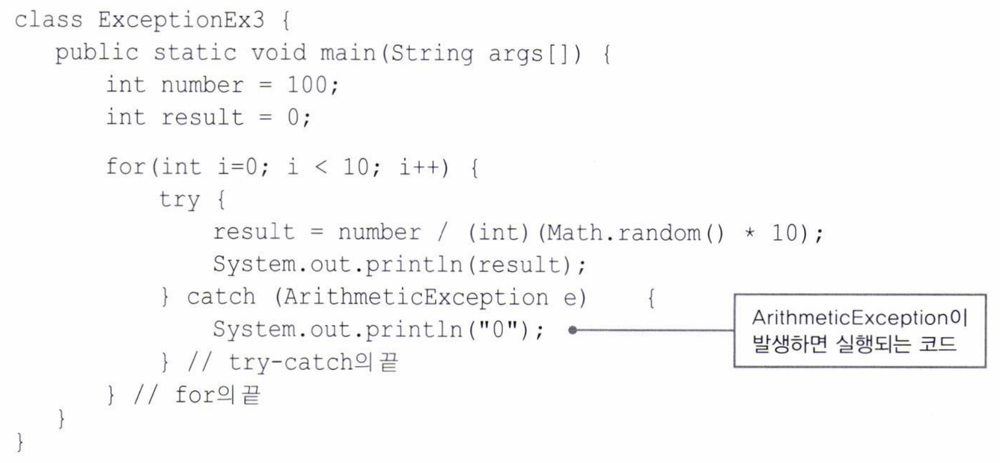 class ExceptionEx3 {
public static void main(String args[]) {
int number = 100;
int result = 0;
for(int i=0; i < 10; i++) {
try {
result = number / (int)(Math.random() * 10);
System.out.println(result);
} catch (ArithmeticException e) {
System.out.println("0");
ArithmeticException이
발생하면 실행되는 코드
} // try-catch의 끝
} // for의 끝
}
}